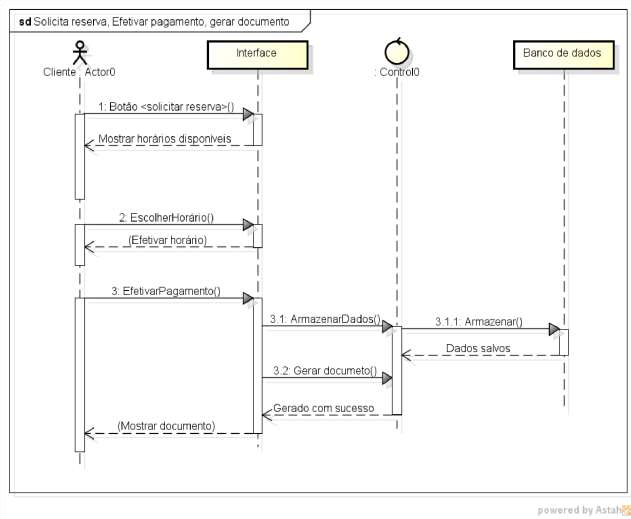 sd Solicita reserva, Efetivar pagamento, gerar documento
Cliente : Actor0
Interface
: Control0
Banco de dados
1: Botão <solicitar reserva>()
Mostrar horários disponíveis
2: EscolherHorário()
(Efetivar horário)
3: EfetivarPagamento()
3.1: ArmazenarDados()
3.1.1: Armazenar()
Dados salvos
3.2: Gerar documeto()
Gerado com sucesso
(Mostrar documento)
powered by Astah